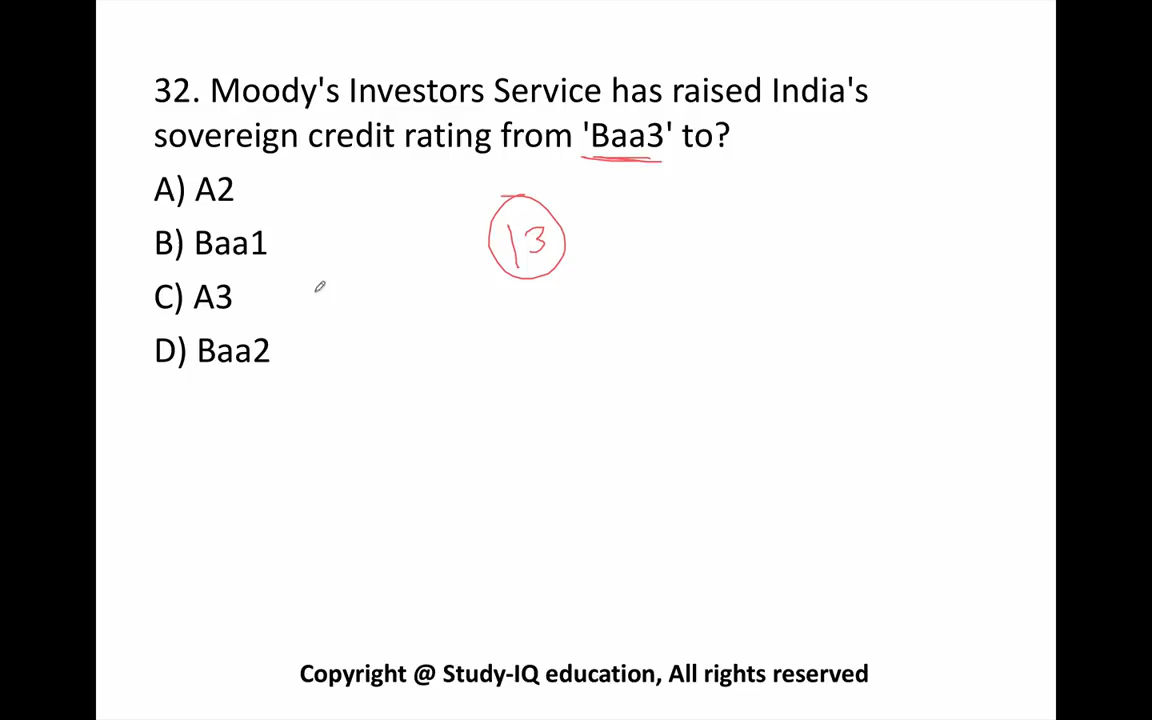 32. Moody's Investors Service has raised India's
sovereign credit rating from 'Baa3' to?
A) A2
13
B) Baa1
C) A3
D) Baa2
Copyright @ Study-IQ education, All rights reserved